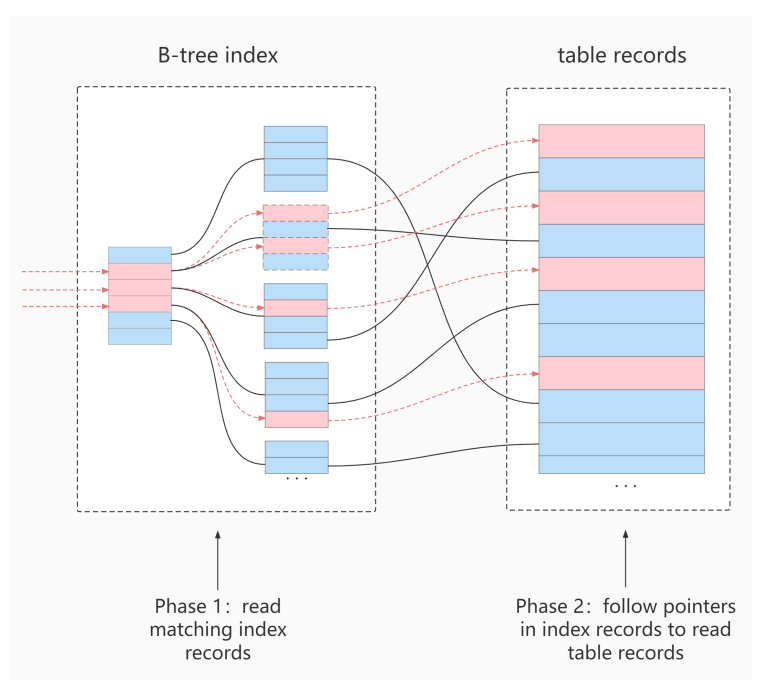 B-tree index
table records
...
...
Phase 1：read
matching index
records
Phase 2：follow pointers
in index records to read
table records